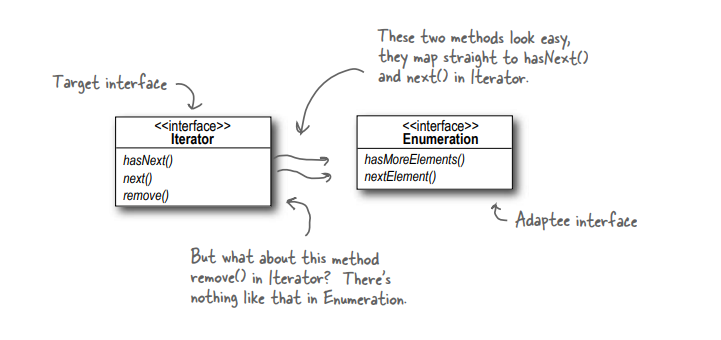 These two methods look easy,
they map straight to hasNext()
and next() in Iterator.
Target interface
<<interface>>
Iterator
hasNext()
next()
remove()
<<interface>>
Enumeration
hasMoreElements()
nextElement()
Adaptee interface
But what about this method
remove() in Iterator? There's
nothing like that in Enumeration.